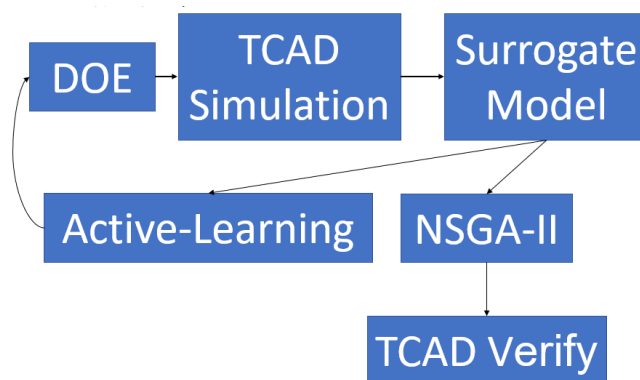 DOE
TCAD
Simulation
Surrogate
Model
Active-Learning
NSGA-II
TCAD Verify